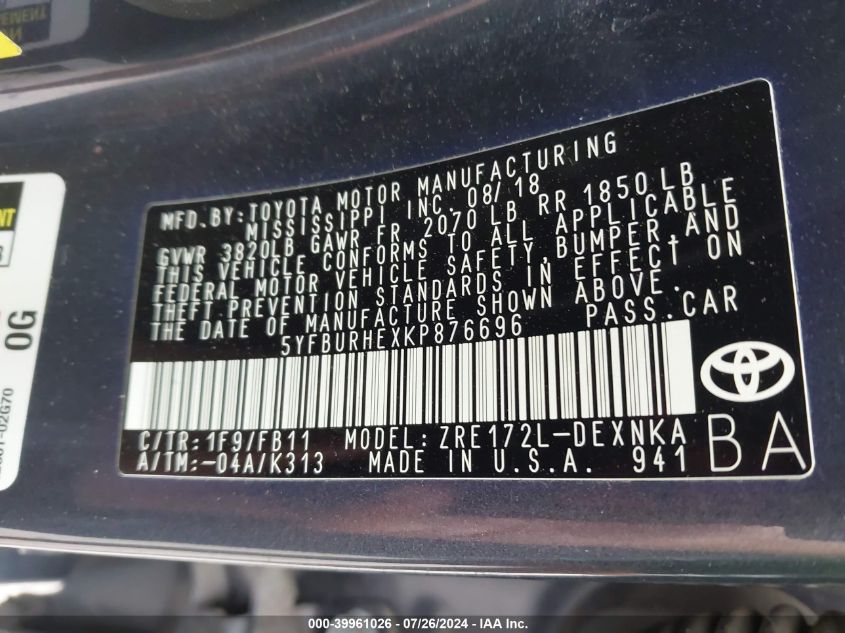 MFD. BY: TOYOTA MOTOR MANUFACTURING
MISSISSIPPI INC 08/18
GVWR 3820LB GAWR FR 2070 LB RR 1850 LB
THIS VEHICLE CONFORMS TO ALL APPLICABLE
FEDERAL MOTOR VEHICLE SAFETY, BUMPER, AND
THEFT PREVENTION STANDARDS IN EFFECT ON
THE DATE OF MANUFACTURE SHOWN ABOVE.
5YFBURHEXKP876696 PASS. CAR
C/TR: 1F9/FB11 MODEL: ZRE172L-DEXNKA
A/TM:-04A/K313 MADE IN U.S.A. 941
BA
0G
000-39961026 - 07/26/2024 - IAA, Inc.